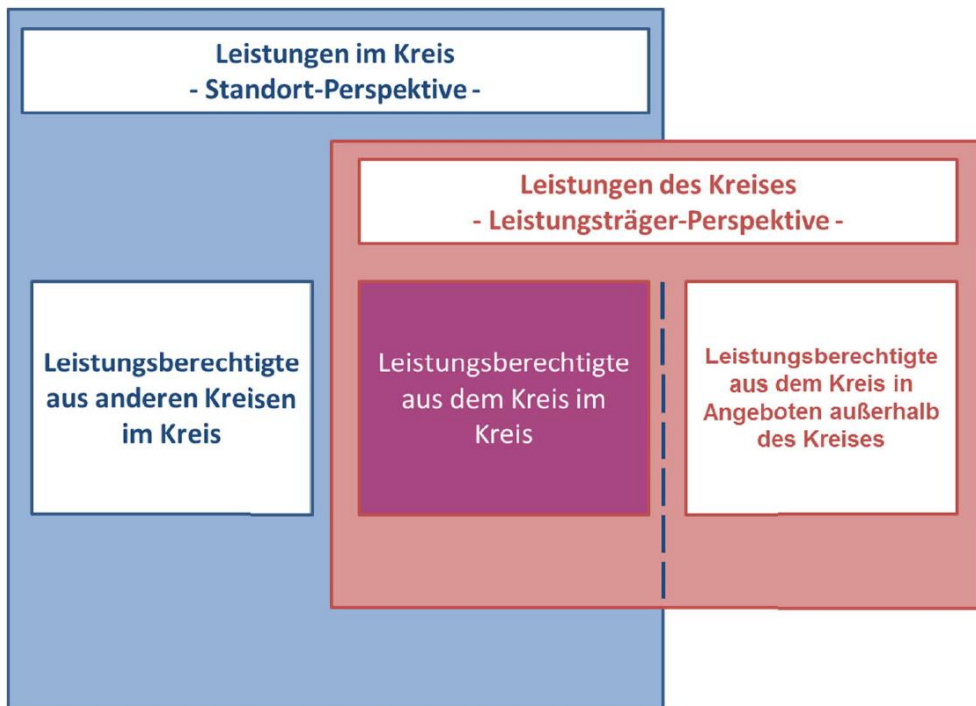 Leistungen im Kreis
- Standort-Perspektive -
Leistungen des Kreises
- Leistungsträger-Perspektive -
Leistungsberechtigte
aus anderen Kreisen
im Kreis
Leistungsberechtigte
aus dem Kreis im
Kreis
Leistungsberechtigte
aus dem Kreis in
Angeboten außerhalb
des Kreises